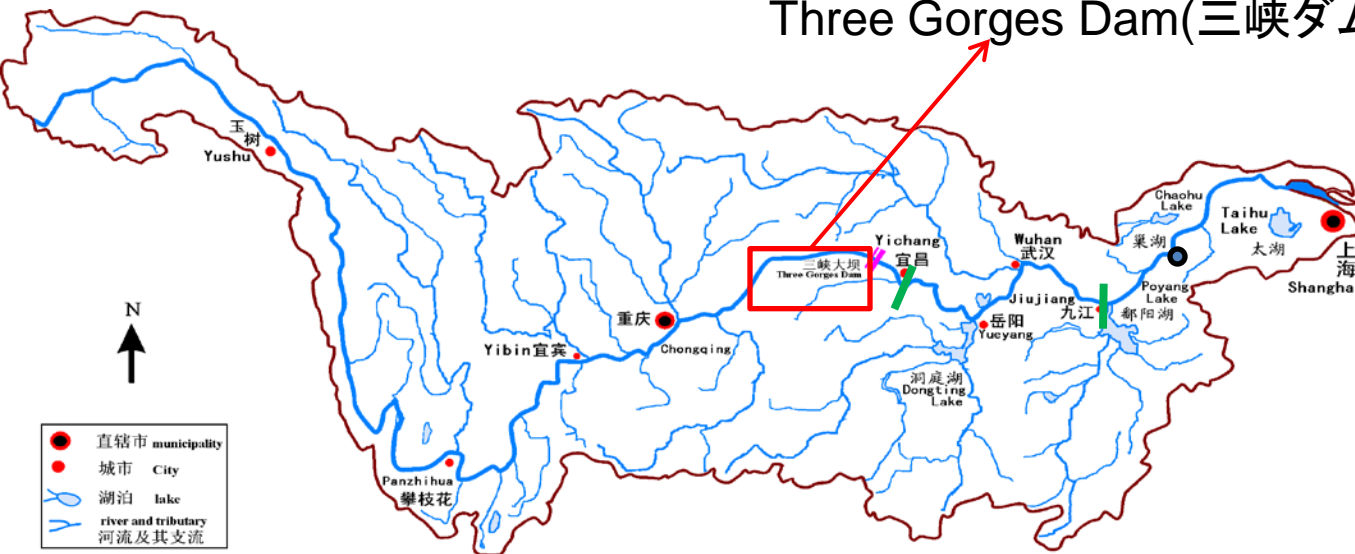 Three Gorges Dam(三峡ダム
玉
树
Yushu
Chaohu
Lake
巢湖
Taihu
Lake
太湖
上
海
Shangha
Yichang
宜昌
Wuhan
武汉
三峡大坝
Three Gorges Dam
Poyang
Lake
鄱阳湖
Jiujiang
九江
岳阳
Yueyang
重庆
Chongqing
Yibin宜宾
洞庭湖
Dongting
Lake
N
Panzhihua
攀枝花
直辖市 municipality
城市 City
湖泊 lake
river and tributary
河流及其支流